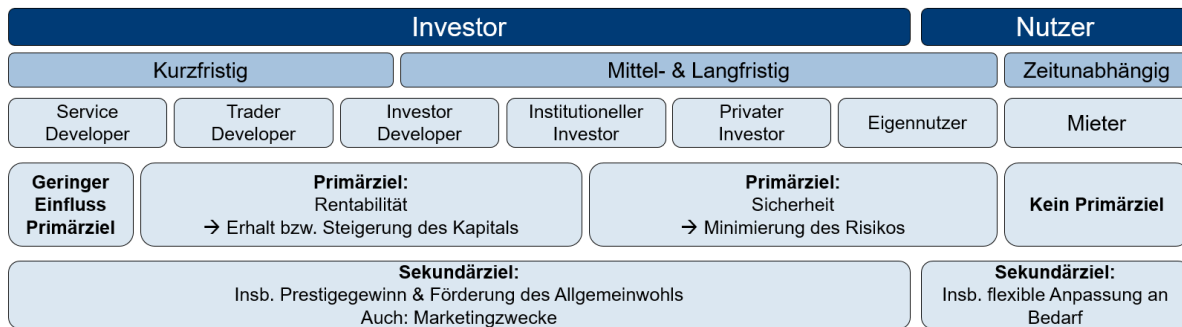 Investor
Nutzer
Kurzfristig
Mittel- & Langfristig
Zeitunabhängig
Service
Developer
Trader
Developer
Investor
Developer
Institutioneller
Investor
Privater
Investor
Eigennutzer
Mieter
Geringer
Einfluss
Primärziel
Primärziel:
Rentabilität
→ Erhalt bzw. Steigerung des Kapitals
Primärziel:
Sicherheit
→ Minimierung des Risikos
Kein Primärziel
Sekundärziel:
Insb. Prestigegewinn & Förderung des Allgemeinwohls
Auch: Marketingzwecke
Sekundärziel:
Insb. flexible Anpassung an
Bedarf